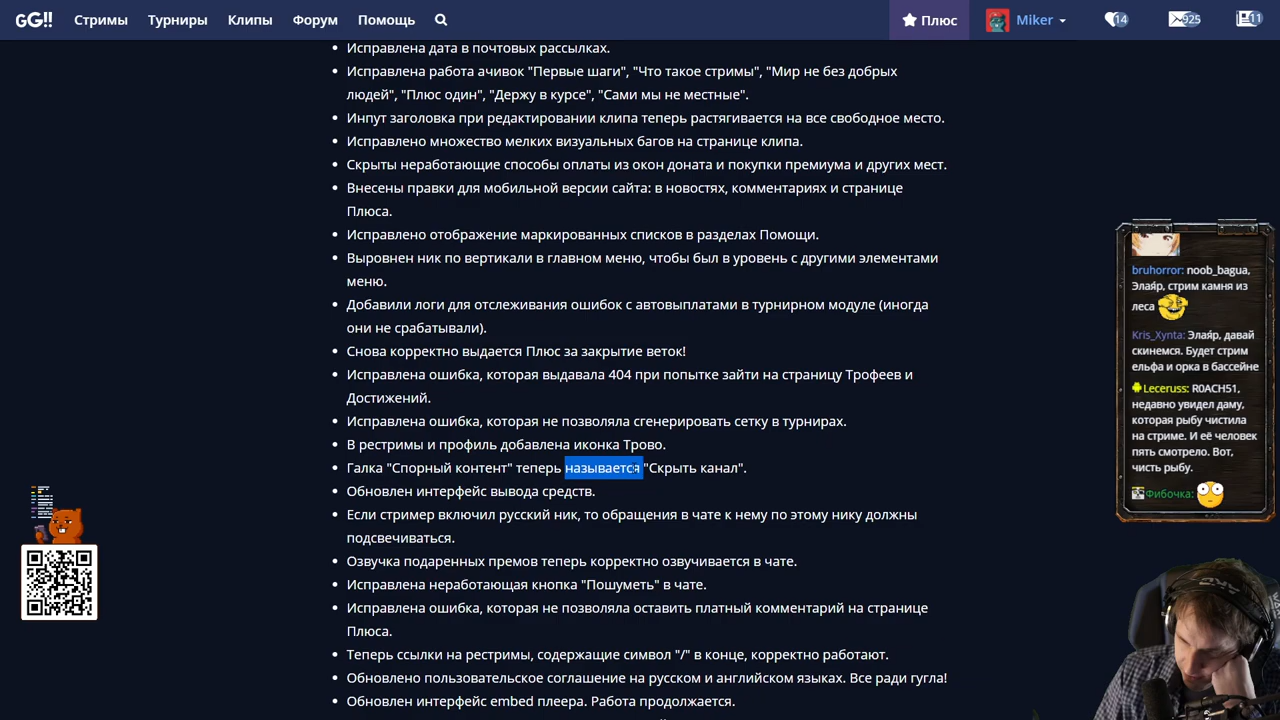 GG!! Стримы Турниры Клипы Форум Помощь Плюс Miker 14 925 11
Исправлена дата в почтовых рассылках.
Исправлена работа ачивок "Первые шаги", "Что такое стримы", "Мир не без добрых
людей", "Плюс один", "Держу в курсе", "Сами мы не местные".
Инпут заголовка при редактировании клипа теперь растягивается на все свободное место.
Исправлено множество мелких визуальных багов на странице клипа.
Скрыты неработающие способы оплаты из окон доната и покупки премиума и других мест.
Внесены правки для мобильной версии сайта: в новостях, комментариях и странице
Плюса.
Исправлено отображение маркированных списков в разделах Помощи.
Выровнен ник по вертикали в главном меню, чтобы был в уровень с другими элементами
меню.
Добавили логи для отслеживания ошибок с автовыплатами в турнирном модуле (иногда
они не срабатывали).
Снова корректно выдается Плюс за закрытие веток!
Исправлена ошибка, которая выдавала 404 при попытке зайти на страницу Трофеев и
Достижений.
Исправлена ошибка, которая не позволяла сгенерировать сетку в турнирах.
В рестримы и профиль добавлена иконка Трово.
Галка "Спорный контент" теперь называется "Скрыть канал".
Обновлен интерфейс вывода средств.
Если стример включил русский ник, то обращения в чате к нему по этому нику должны
подсвечиваться.
Озвучка подаренных премов теперь корректно озвучивается в чате.
Исправлена неработающая кнопка "Пошуметь" в чате.
Исправлена ошибка, которая не позволяла оставить платный комментарий на странице
Плюса.
Теперь ссылки на рестримы, содержащие символ "/" в конце, корректно работают.
Обновлено пользовательское соглашение на русском и английском языках. Все ради гугла!
Обновлен интерфейс embed плеера. Работа продолжается.
bruhorror: noob_bagua,
Элаяр, стрим камня из
леса
Kris_Xynta: Элаяр, давай
скинемся. Будет стрим
ельфа и орка в бассейне
Leceruss: R0ACH51,
недавно увидел даму,
которая рыбу чистила
на стриме. И её человек
пять смотрело. Вот,
чисть рыбу.
Фибочка: